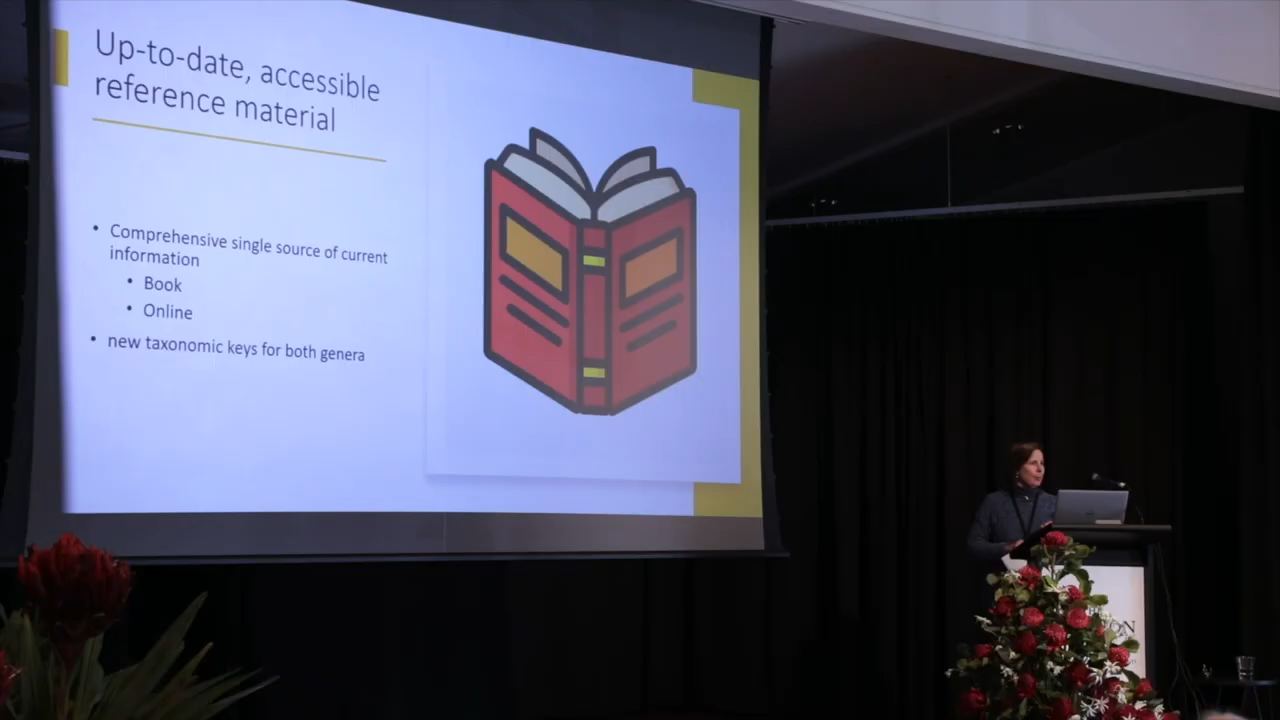 Up-to-date, accessible
reference material
• Comprehensive single source of current
information
• Book
• Online
• new taxonomic keys for both genera